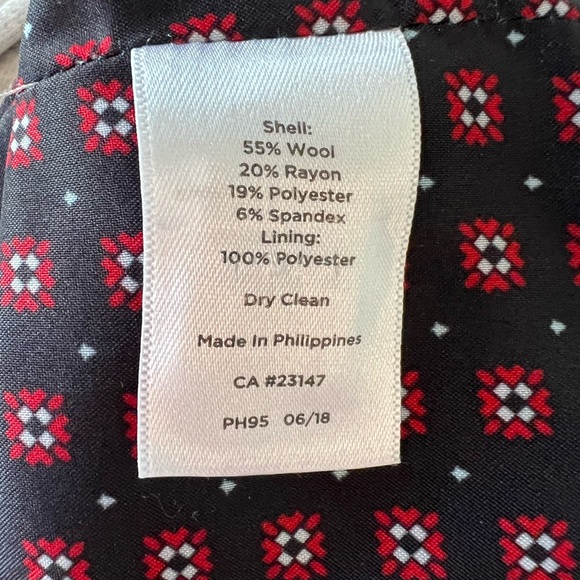 Shell:
55% Wool
20% Rayon
19% Polyester
6% Spandex
Lining:
100% Polyester
Dry Clean
Made In Philippines
CA #23147
PH95 06/18